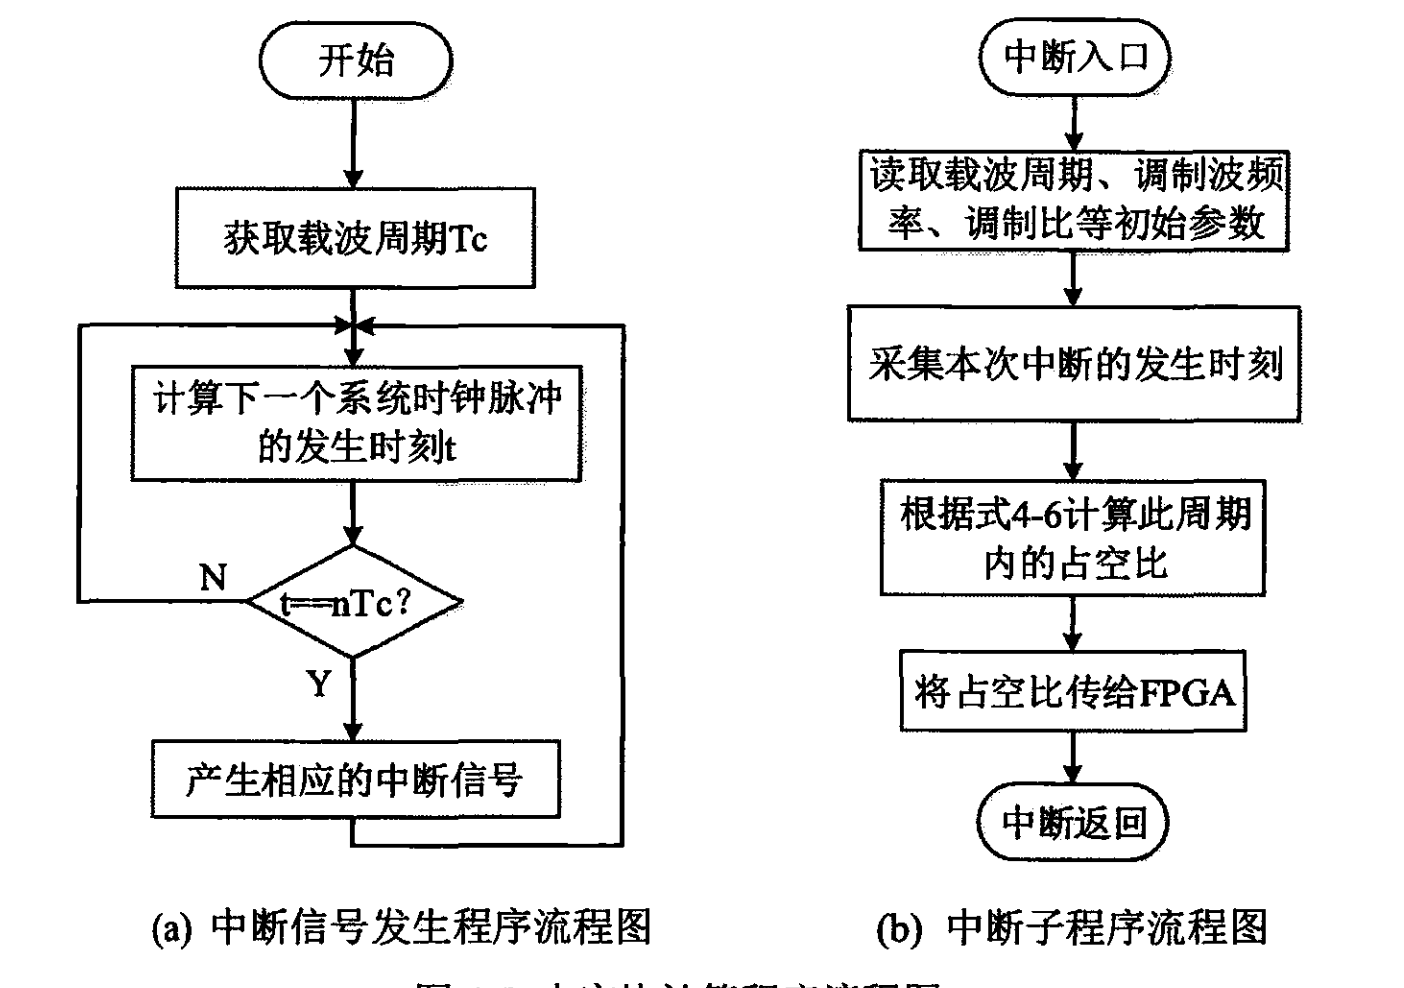 开始
获取载波周期Tc
计算下一个系统时钟脉冲
的发生时刻t
N
t==nTc?
Y
产生相应的中断信号
(a) 中断信号发生程序流程图
中断入口
读取载波周期、调制波频
率、调制比等初始参数
采集本次中断的发生时刻
根据式4-6计算此周期
内的占空比
将占空比传给FPGA
中断返回
(b) 中断子程序流程图